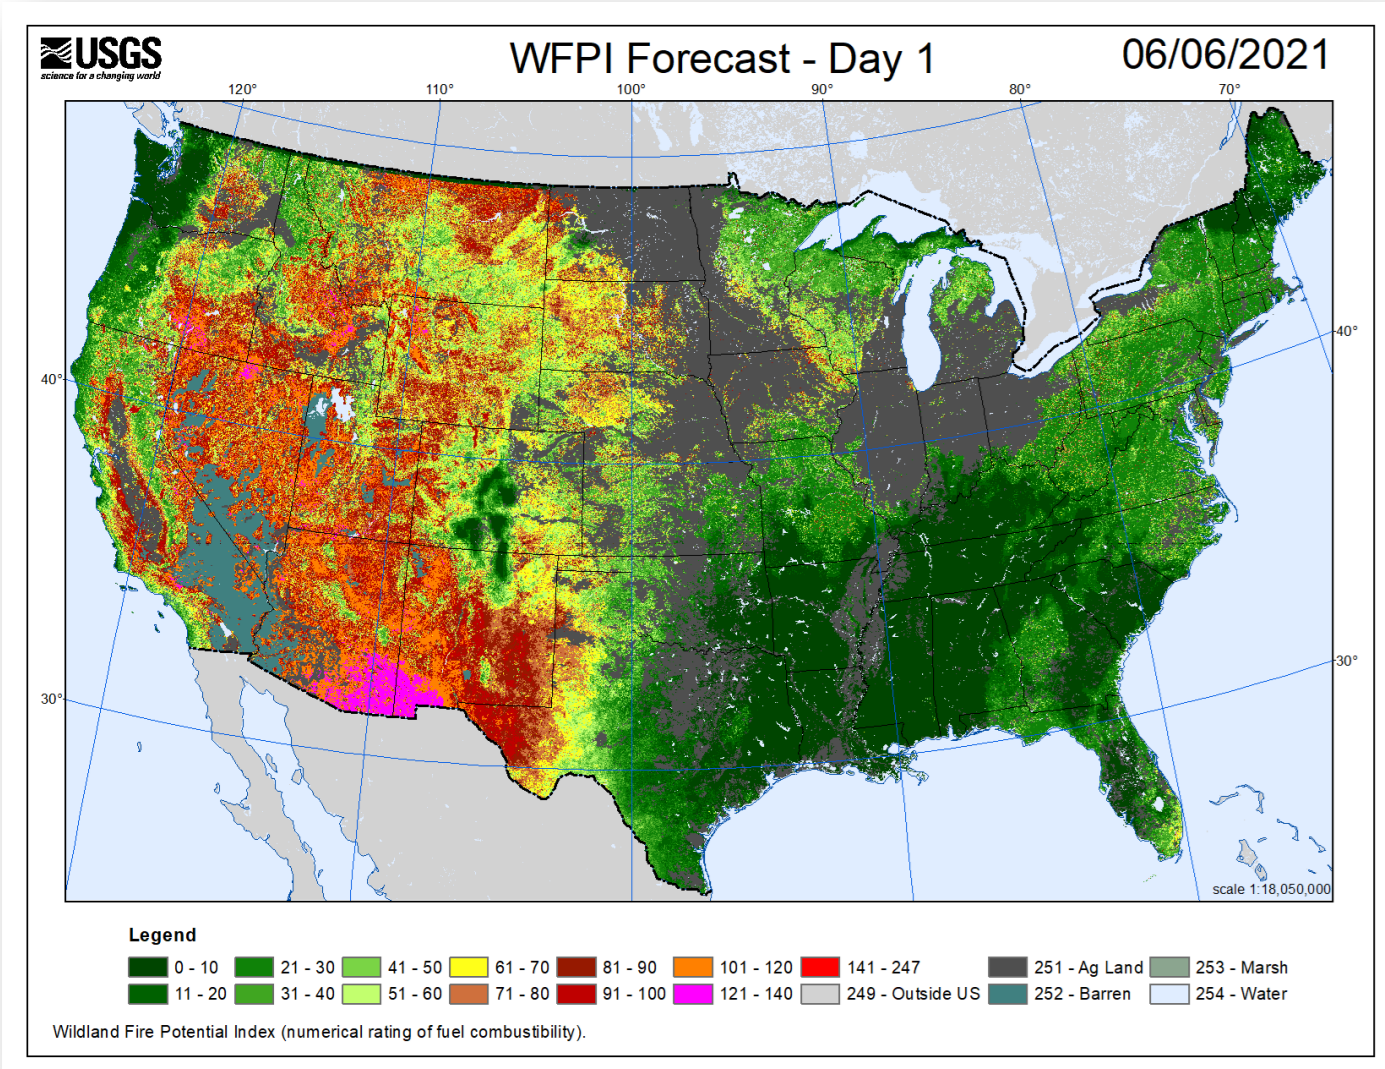 USGS
science for a changing world
WFPI Forecast - Day 1
06/06/2021
120°
110°
100°
90°
80°
70°
40°
40°
30°
30°
scale 1:18,050,000
Legend
0 - 10
21 - 30
41 - 50
61 - 70
81 - 90
101 - 120
141 - 247
251 - Ag Land
253 - Marsh
11 - 20
31 - 40
51 - 60
71 - 80
91 - 100
121 - 140
249 - Outside US
252 - Barren
254 - Water
Wildland Fire Potential Index (numerical rating of fuel combustibility).